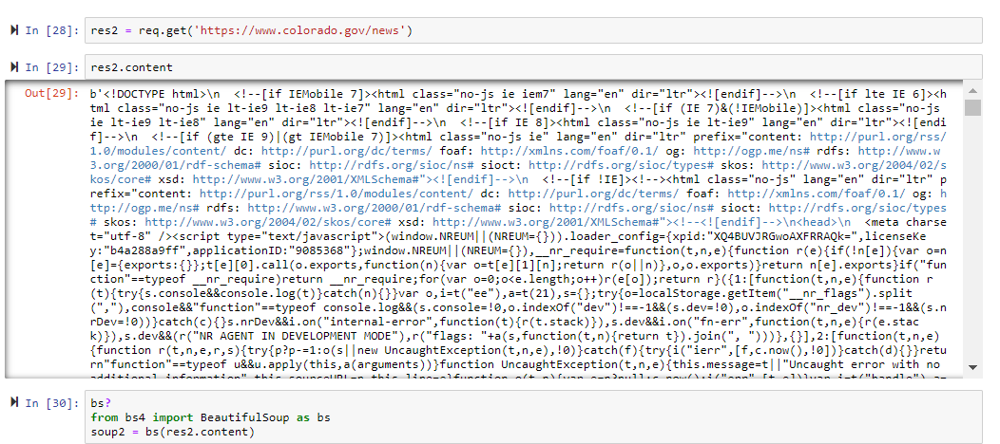 In [28]: res2 = req.get('https://www.colorado.gov/news')
In [29]: res2.content
Out[29]: b'<!DOCTYPE html>\n  <!--[if IEMobile 7]><html class="no-js ie iem7" lang="en" dir="ltr"><![endif]-->\n  <!--[if lte IE 6]><h
tml class="no-js ie lt-ie9 lt-ie8 lt-ie7" lang="en" dir="ltr"><![endif]-->\n  <!--[if (IE 7)&(!IEMobile)]><html class="no-js
ie lt-ie9 lt-ie8" lang="en" dir="ltr"><![endif]-->\n  <!--[if IE 8]><html class="no-js ie lt-ie9" lang="en" dir="ltr"><![endi
f]-->\n  <!--[if (gte IE 9)|(gt IEMobile 7)]><html class="no-js ie" lang="en" dir="ltr" prefix="content: http://purl.org/rss/
1.0/modules/content/ dc: http://purl.org/dc/terms/ foaf: http://xmlns.com/foaf/0.1/ og: http://ogp.me/ns# rdfs: http://www.w
3.org/2000/01/rdf-schema# sioc: http://rdfs.org/sioc/ns# sioct: http://rdfs.org/sioc/types# skos: http://www.w3.org/2004/02/s
kos/core# xsd: http://www.w3.org/2001/XMLSchema#"><![endif]-->\n  <!--[if !IE]><!--><html class="no-js" lang="en" dir="ltr" p
refix="content: http://purl.org/rss/1.0/modules/content/ dc: http://purl.org/dc/terms/ foaf: http://xmlns.com/foaf/0.1/ og: h
ttp://ogp.me/ns# rdfs: http://www.w3.org/2000/01/rdf-schema# sioc: http://rdfs.org/sioc/ns# sioct: http://rdfs.org/sioc/types
# skos: http://www.w3.org/2004/02/skos/core# xsd: http://www.w3.org/2001/XMLSchema#"><!--<![endif]-->\n<head>\n  <meta charse
t="utf-8" /><script type="text/javascript">(window.NREUM||(NREUM={})).loader_config={xpid:"XQ4BUVJRGwoAXFRRAQk=",licenseKe
y:"b4a288a9ff",applicationID:"9085368"};window.NREUM||(NREUM={}),__nr_require=function(t,n,e){function r(e){if(!n[e]){var o=n
[e]={exports:{}};t[e][0].call(o.exports,function(n){var o=t[e][1][n];return r(o||n)},o,o.exports)}return n[e].exports}if("fun
ction"==typeof __nr_require)return __nr_require;for(var o=0;o<e.length;o++)r(e[o]);return r}({1:[function(t,n,e){function r
(t){try{s.console&&console.log(t)}catch(n){}}var o,i=t("ee"),a=t(21),s={};try{o=localStorage.getItem("__nr_flags").split
(","),console&&"function"==typeof console.log&&(s.console=!0,o.indexOf("dev")!==-1&&(s.dev=!0),o.indexOf("nr_dev")!==-1&&(s.n
rDev=!0))}catch(c){}s.nrDev&&i.on("internal-error",function(t){r(t.stack)}),s.dev&&i.on("fn-err",function(t,n,e){r(e.stac
k)}),s.dev&&(r("NR AGENT IN DEVELOPMENT MODE"),r("flags: "+a(s,function(t,n){return t}).join(", ")))},{}],2:[function(t,n,e)
{function r(t,n,e,r,s){try{p?p-=1:o(s||new UncaughtException(t,n,e),!0)}catch(f){try{i("ierr",[f,c.now(),!0])}catch(d){}}retu
rn"function"==typeof u&&u.apply(this,a(arguments))}function UncaughtException(t,n,e){this.message=t||"Uncaught error with no
additional information",this.sourceURL=n,this.line=e}function o(t,n){var e=n?null:c.now();i("err",[t,e])}var i=t("handle"),a=
In [30]: bs?
from bs4 import BeautifulSoup as bs
soup2 = bs(res2.content)